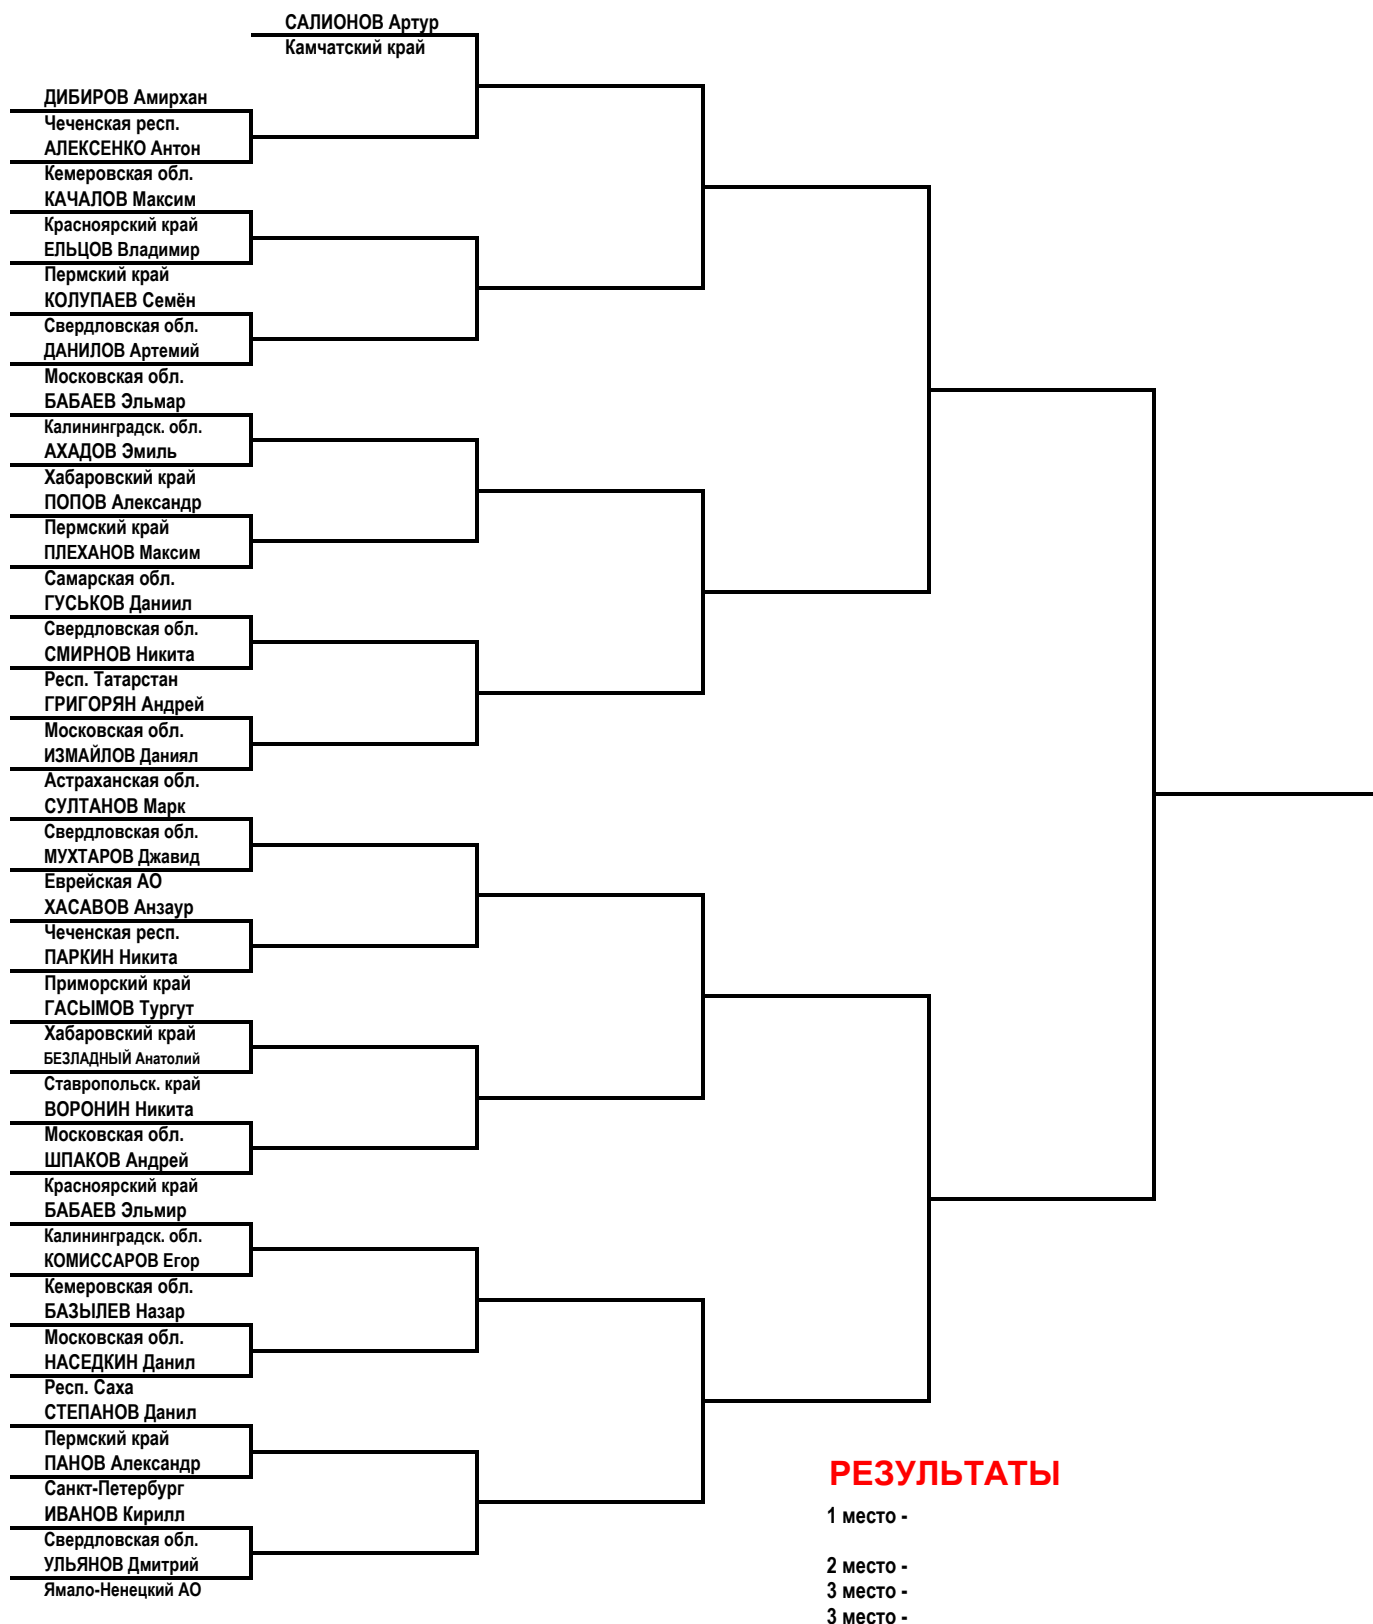 САЛИОНОВ Артур
Камчатский край
ДИБИРОВ Амирхан
Чеченская респ.
АЛЕКСЕНКО Антон
Кемеровская обл.
КАЧАЛОВ Максим
Красноярский край
ЕЛЬЦОВ Владимир
Пермский край
КОЛУПАЕВ Семён
Свердловская обл.
ДАНИЛОВ Артемий
Московская обл.
БАБАЕВ Эльмар
Калининградск. обл.
АХАДОВ Эмиль
Хабаровский край
ПОПОВ Александр
Пермский край
ПЛЕХАНОВ Максим
Самарская обл.
ГУСЬКОВ Даниил
Свердловская обл.
СМИРНОВ Никита
Респ. Татарстан
ГРИГОРЯН Андрей
Московская обл.
ИЗМАЙЛОВ Даниял
Астраханская обл.
СУЛТАНОВ Марк
Свердловская обл.
МУХТАРОВ Джавид
Еврейская АО
ХАСАВОВ Анзаур
Чеченская респ.
ПАРКИН Никита
Приморский край
ГАСЫМОВ Тургут
Хабаровский край
БЕЗЛАДНЫЙ Анатолий
Ставропольск. край
ВОРОНИН Никита
Московская обл.
ШПАКОВ Андрей
Красноярский край
БАБАЕВ Эльмир
Калининградск. обл.
КОМИССАРОВ Егор
Кемеровская обл.
БАЗЫЛЕВ Назар
Московская обл.
НАСЕДКИН Данил
Респ. Саха
СТЕПАНОВ Данил
Пермский край
ПАНОВ Александр
Санкт-Петербург
ИВАНОВ Кирилл
Свердловская обл.
УЛЬЯНОВ Дмитрий
Ямало-Ненецкий АО
РЕЗУЛЬТАТЫ
1 место -
2 место -
3 место -
3 место -